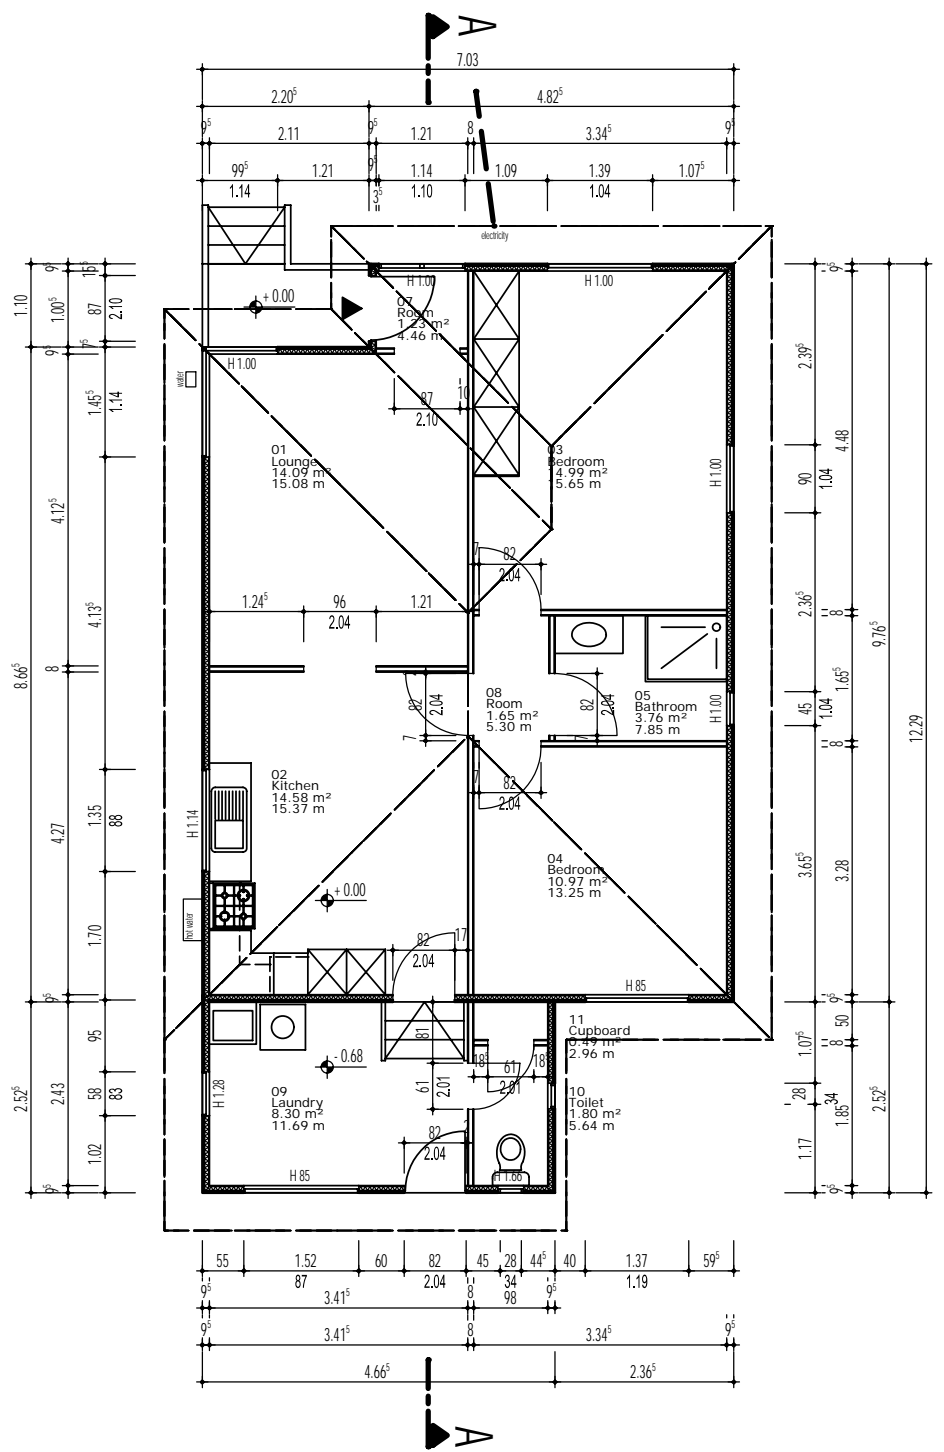 A
7.03
2.20⁵ 4.82⁵
9⁵ 2.11 9⁵ 1.21 8 3.34⁵ 9⁵
99⁵ 1.21 9⁵ 1.14 1.09 1.39 1.07⁵
1.14 3⁵ 1.10 1.04
electricity
H 1.00 H 1.00
+ 0.00
07
Room
1.23 m²
4.46 m
H 1.00
water
87 10
2.10
01
Lounge
14.09 m²
15.08 m
03
Bedroom
14.99 m²
15.65 m
H 1.00
7 82
2.04
1.24⁵ 96 1.21
2.04
82
2.04
7
08
Room
1.65 m²
5.30 m
82
2.04
7
05
Bathroom
3.76 m²
7.85 m
H 1.00
7 82
2.04
02
Kitchen
14.58 m²
15.37 m
H 1.14
04
Bedroom
10.97 m²
13.25 m
+ 0.00
hot water
82 17
2.04
H 85
81
11
Cupboard
0.49 m²
2.96 m
- 0.68
18⁵ 61 18⁵
2.01
61
2.01
H 1.28
09
Laundry
8.30 m²
11.69 m
10
Toilet
1.80 m²
5.64 m
82
2.04
H 85 H 1.66
1.10
8.66⁵
2.52⁵
9⁵
1.00⁵
9⁵
4.12⁵
8
4.27
9⁵
2.43
9⁵
15⁵
87
2.10
7⁵
1.45⁵
1.14
4.13⁵
1.35
88
1.70
95
58
83
1.02
2.39⁵
90
1.04
2.36⁵
45
1.04
3.65⁵
1.07⁵
28
34
1.17
9⁵
4.48
8
1.65⁵
8
3.28
9⁵
50
8
1.85
9⁵
9.76⁵
2.52⁵
12.29
55 1.52 60 82 45 28 44⁵ 40 1.37 59⁵
87 2.04 34 1.19
9⁵ 3.41⁵ 8 98 9⁵
9⁵ 3.41⁵ 8 3.34⁵ 9⁵
4.66⁵ 2.36⁵
A